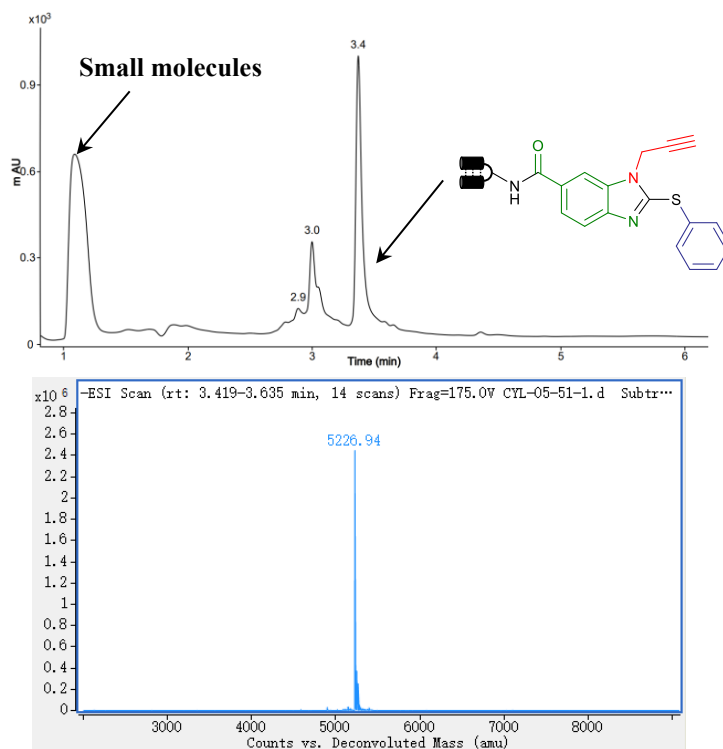 x10³
3.4
Small molecules
0.9
m AU
0.6
0.3
0
3.0
2.9
O
N
H
N
N
S
1
2
3
4
5
6
Time (min)
x10 6
-ESI Scan (rt: 3.419-3.635 min, 14 scans) Frag=175.0V CYL-05-51-1.d Subtr⋯
2.8
2.6
2.4
2.2
2
1.8
1.6
1.4
1.2
1
0.8
0.6
0.4
0.2
0
5226.94
3000
4000
5000
6000
7000
8000
Counts vs. Deconvoluted Mass (amu)